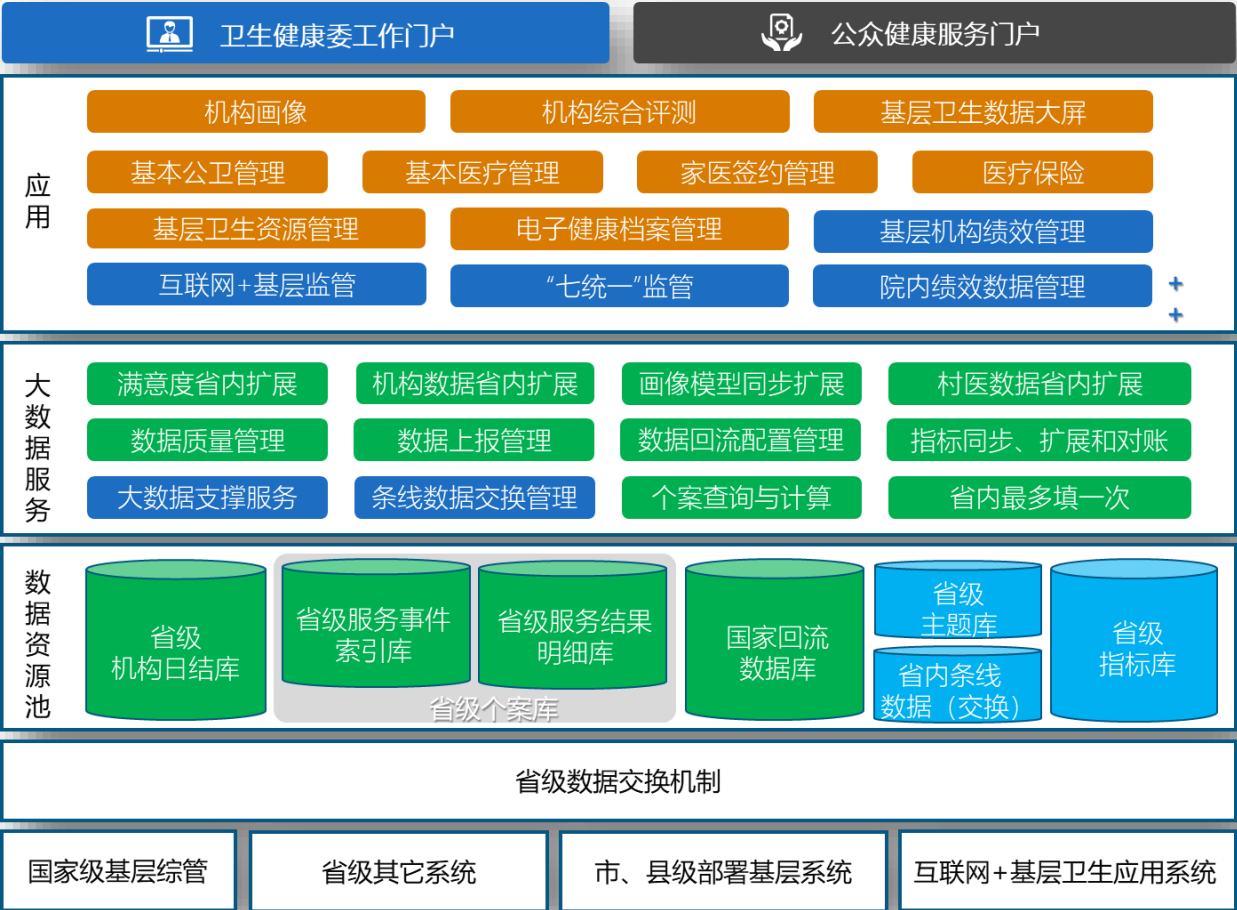 卫生健康委工作门户
公众健康服务门户
应用
机构画像
机构综合评测
基层卫生数据大屏
基本公卫管理
基本医疗管理
家医签约管理
医疗保险
基层卫生资源管理
电子健康档案管理
基层机构绩效管理
互联网+基层监管
“七统一”监管
院内绩效数据管理
+
+
大数据服务
满意度省内扩展
机构数据省内扩展
画像模型同步扩展
村医数据省内扩展
数据质量管理
数据上报管理
数据回流配置管理
指标同步、扩展和对账
大数据支撑服务
条线数据交换管理
个案查询与计算
省内最多填一次
数据资源池
省级
机构日结库
省级服务事件
索引库
省级服务结果
明细库
省级个案库
国家回流
数据库
省级
主题库
省内条线
数据（交换）
省级
指标库
省级数据交换机制
国家级基层综管
省级其它系统
市、县级部署基层系统
互联网+基层卫生应用系统